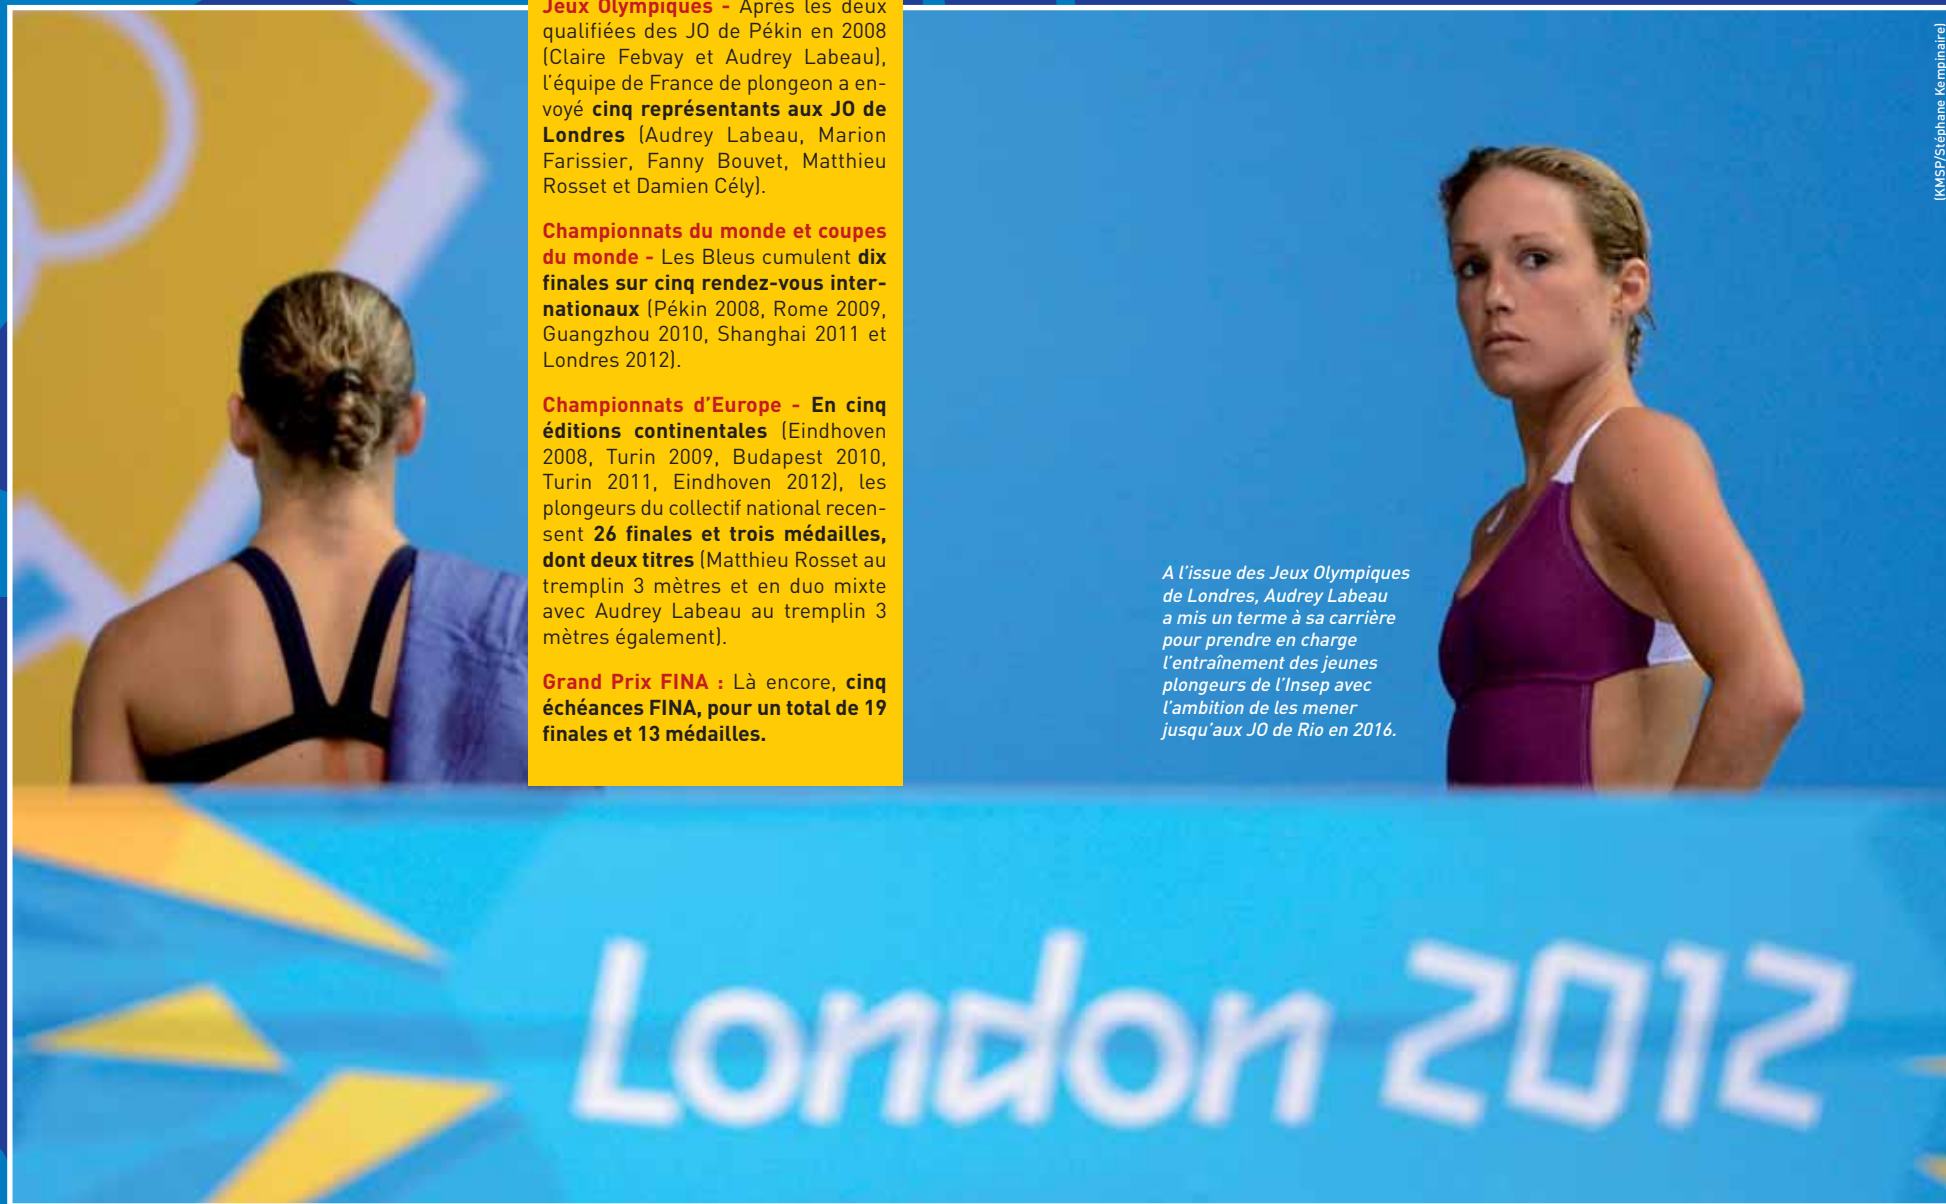 Jeux Olympiques - Après les deux
qualifiées des JO de Pékin en 2008
(Claire Febvay et Audrey Labeau),
l'équipe de France de plongeon a en-
voyé cinq représentants aux JO de
Londres (Audrey Labeau, Marion
Farissier, Fanny Bouvet, Matthieu
Rosset et Damien Cély).
Championnats du monde et coupes
du monde - Les Bleus cumulent dix
finales sur cinq rendez-vous inter-
nationaux (Pékin 2008, Rome 2009,
Guangzhou 2010, Shanghai 2011 et
Londres 2012).
Championnats d'Europe - En cinq
éditions continentales (Eindhoven
2008, Turin 2009, Budapest 2010,
Turin 2011, Eindhoven 2012), les
plongeurs du collectif national recen-
sent 26 finales et trois médailles,
dont deux titres (Matthieu Rosset au
tremplin 3 mètres et en duo mixte
avec Audrey Labeau au tremplin 3
mètres également).
Grand Prix FINA : Là encore, cinq
échéances FINA, pour un total de 19
finales et 13 médailles.
A l'issue des Jeux Olympiques
de Londres, Audrey Labeau
a mis un terme à sa carrière
pour prendre en charge
l'entraînement des jeunes
plongeurs de l'Insep avec
l'ambition de les mener
jusqu'aux JO de Rio en 2016.
(KMSP/Stéphane Kempinaire)
London 2012